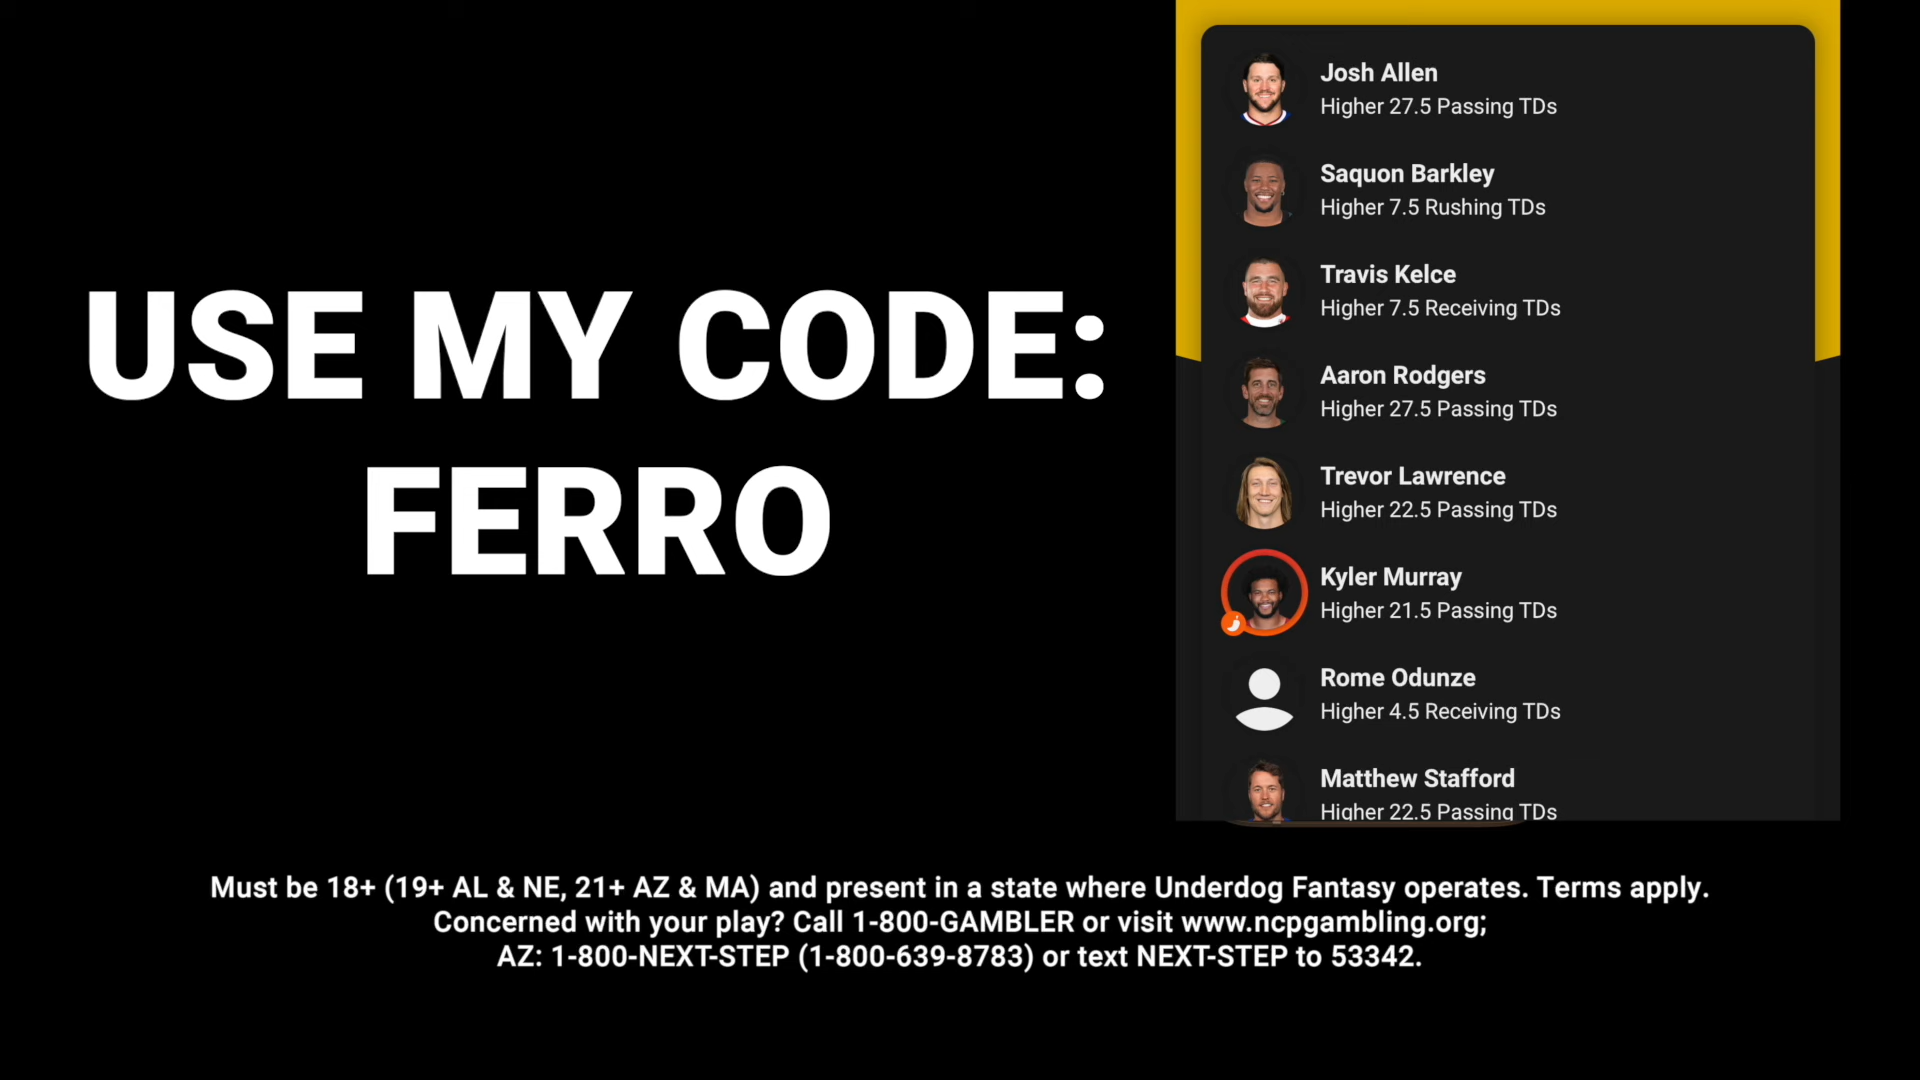 USE MY CODE:
FERRO
Josh Allen
Higher 27.5 Passing TDs
Saquon Barkley
Higher 7.5 Rushing TDs
Travis Kelce
Higher 7.5 Receiving TDs
Aaron Rodgers
Higher 27.5 Passing TDs
Trevor Lawrence
Higher 22.5 Passing TDs
Kyler Murray
Higher 21.5 Passing TDs
Rome Odunze
Higher 4.5 Receiving TDs
Matthew Stafford
Higher 22.5 Passing TDs
Must be 18+ (19+ AL & NE, 21+ AZ & MA) and present in a state where Underdog Fantasy operates. Terms apply.
Concerned with your play? Call 1-800-GAMBLER or visit www.ncpgambling.org;
AZ: 1-800-NEXT-STEP (1-800-639-8783) or text NEXT-STEP to 53342.